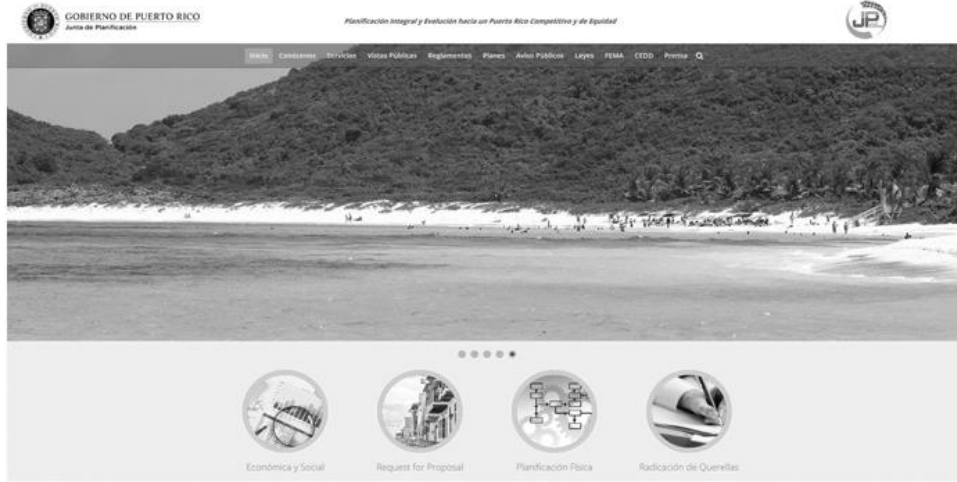 GOBIERNO DE PUERTO RICO
Junta de Planificación
Planificación Integral y Evolución hacia un Puerto Rico Competitivo y de Equidad
JP
Inicio Conócenos Servicios Vistas Públicas Reglamentos Planes Aviso Públicos Leyes FEMA CEDD Prensa
Económica y Social Request for Proposal Planificación Física Radicación de Querellas